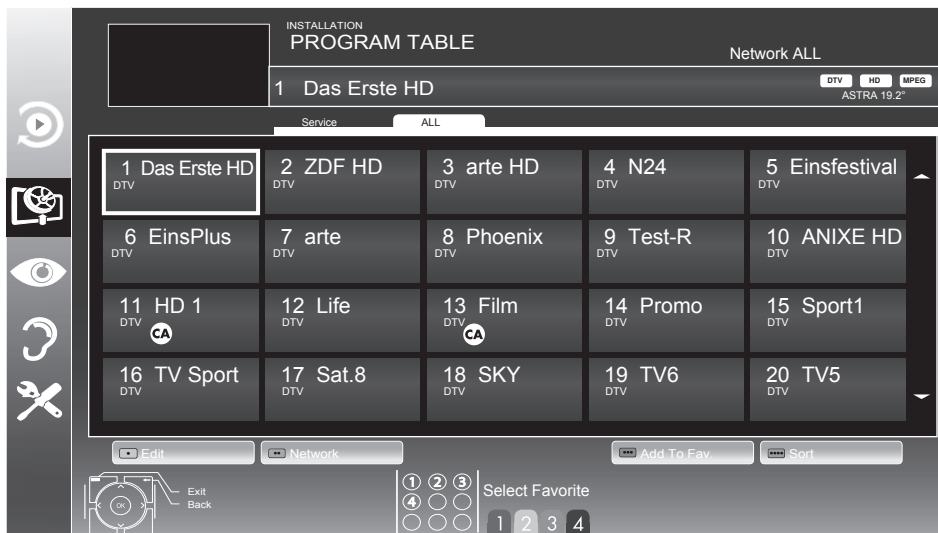 INSTALLATION
PROGRAM TABLE
Network ALL
1 Das Erste HD
DTV HD MPEG
ASTRA 19.2°
Service ALL
1 Das Erste HD
DTV
2 ZDF HD
DTV
3 arte HD
DTV
4 N24
DTV
5 Einsfestival
DTV
6 EinsPlus
DTV
7 arte
DTV
8 Phoenix
DTV
9 Test-R
DTV
10 ANIXE HD
DTV
11 HD 1
DTV
CA
12 Life
DTV
13 Film
DTV
CA
14 Promo
DTV
15 Sport1
DTV
16 TV Sport
DTV
17 Sat.8
DTV
18 SKY
DTV
19 TV6
DTV
20 TV5
DTV
Edit
Network
Add To Fav.
Sort
OK
Exit
Back
1 2 3
4
Select Favorite
1 2 3 4